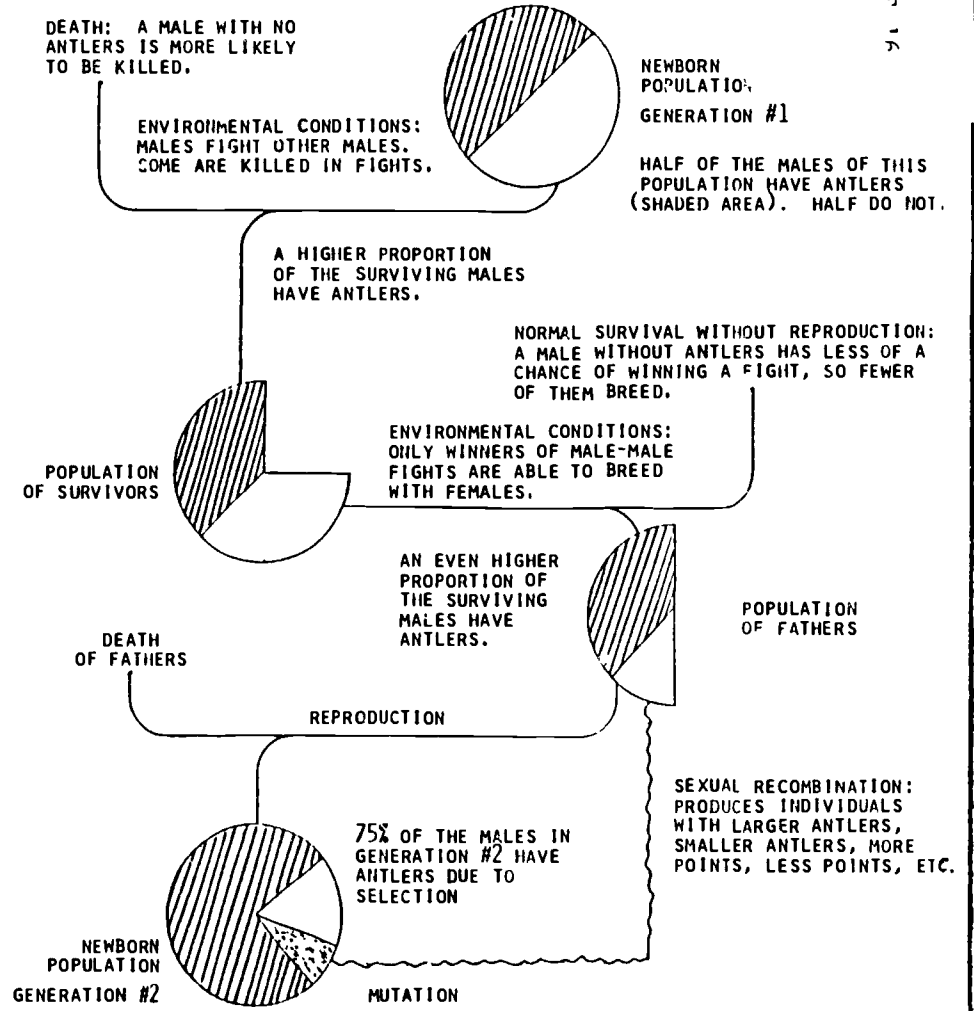 DEATH: A MALE WITH NO
ANTLERS IS MORE LIKELY
TO BE KILLED.
16
NEWBORN
POPULATION
GENERATION #1
ENVIRONMENTAL CONDITIONS:
MALES FIGHT OTHER MALES.
SOME ARE KILLED IN FIGHTS.
HALF OF THE MALES OF THIS
POPULATION HAVE ANTLERS
(SHADED AREA). HALF DO NOT.
A HIGHER PROPORTION
OF THE SURVIVING MALES
HAVE ANTLERS.
NORMAL SURVIVAL WITHOUT REPRODUCTION:
A MALE WITHOUT ANTLERS HAS LESS OF A
CHANCE OF WINNING A FIGHT, SO FEWER
OF THEM BREED.
ENVIRONMENTAL CONDITIONS:
ONLY WINNERS OF MALE-MALE
FIGHTS ARE ABLE TO BREED
WITH FEMALES.
POPULATION
OF SURVIVORS
AN EVEN HIGHER
PROPORTION OF
THE SURVIVING
MALES HAVE
ANTLERS.
POPULATION
OF FATHERS
DEATH
OF FATHERS
REPRODUCTION
SEXUAL RECOMBINATION:
PRODUCES INDIVIDUALS
WITH LARGER ANTLERS,
SMALLER ANTLERS, MORE
POINTS, LESS POINTS, ETC.
75% OF THE MALES IN
GENERATION #2 HAVE
ANTLERS DUE TO
SELECTION
NEWBORN
POPULATION
GENERATION #2
MUTATION